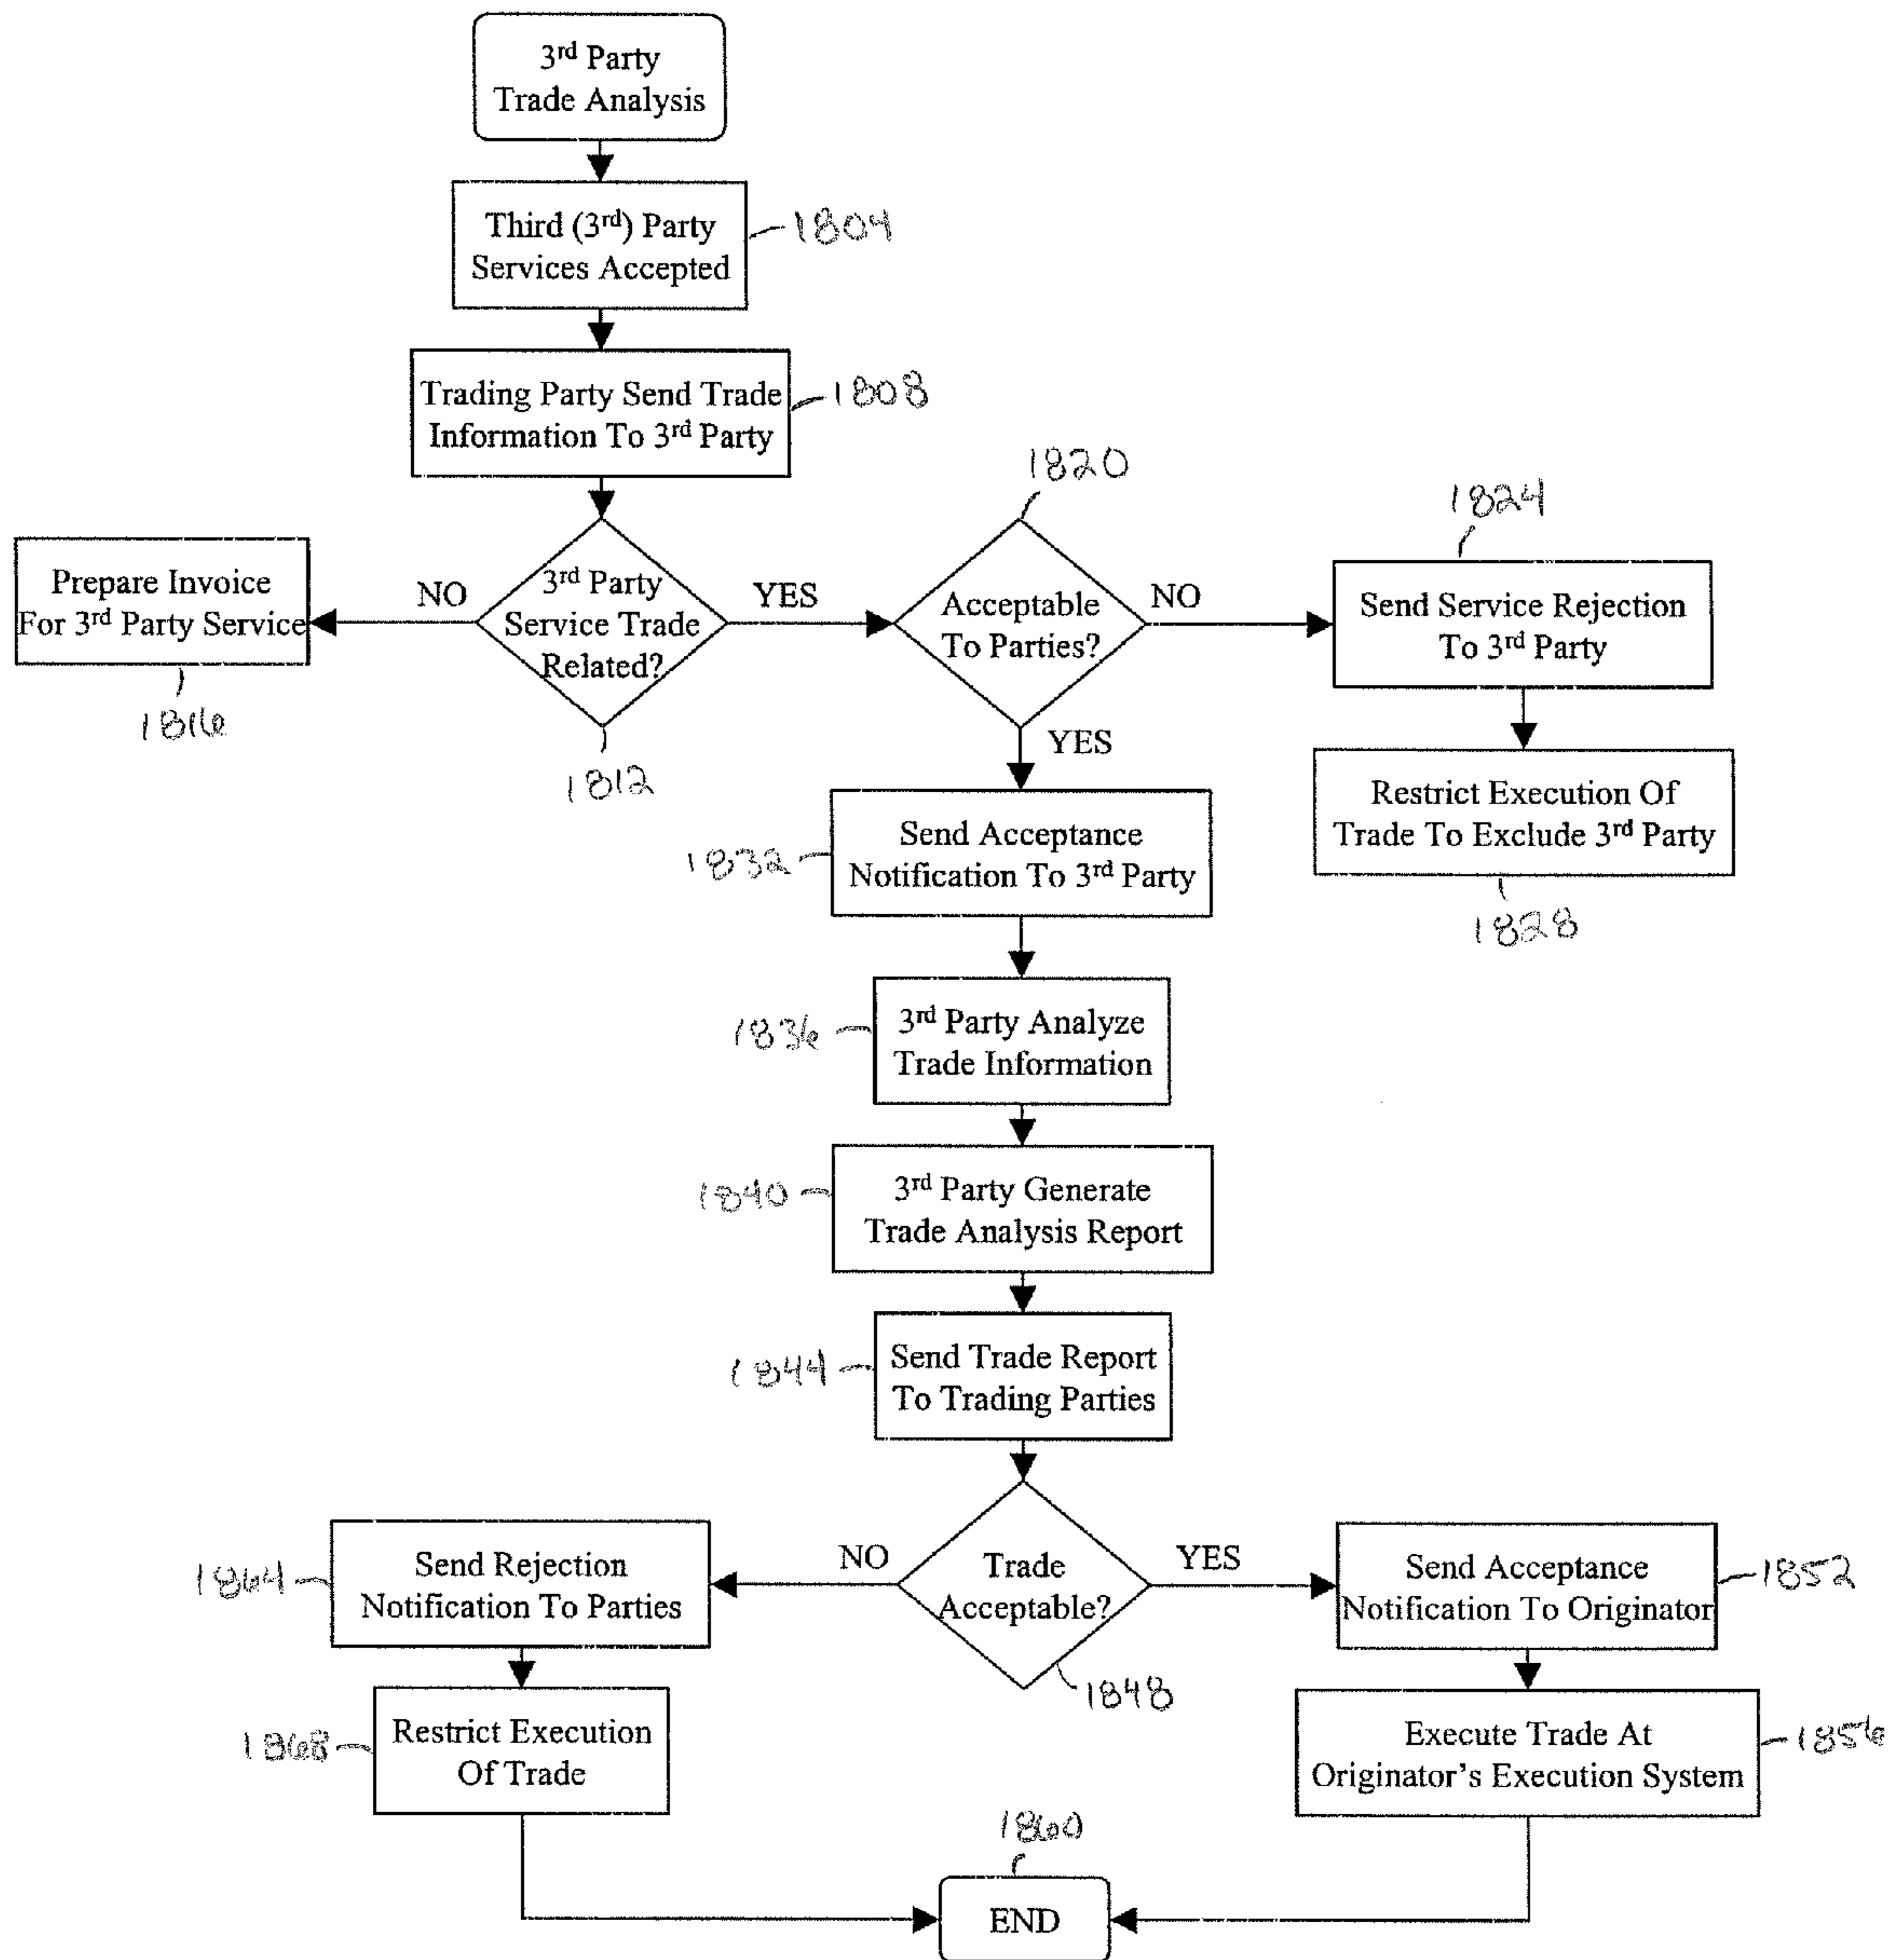 3rd Party
Trade Analysis
Third (3rd) Party
Services Accepted
1804
Trading Party Send Trade
Information To 3rd Party
1808
3rd Party
Service Trade
Related?
1812
NO
YES
Prepare Invoice
For 3rd Party Service
1816
1820
Acceptable
To Parties?
NO
YES
1824
Send Service Rejection
To 3rd Party
Restrict Execution Of
Trade To Exclude 3rd Party
1828
Send Acceptance
Notification To 3rd Party
1832
3rd Party Analyze
Trade Information
1836
3rd Party Generate
Trade Analysis Report
1840
Send Trade Report
To Trading Parties
1844
Trade
Acceptable?
1848
NO
YES
Send Rejection
Notification To Parties
1864
Restrict Execution
Of Trade
1868
Send Acceptance
Notification To Originator
1852
Execute Trade At
Originator's Execution System
1856
1860
END